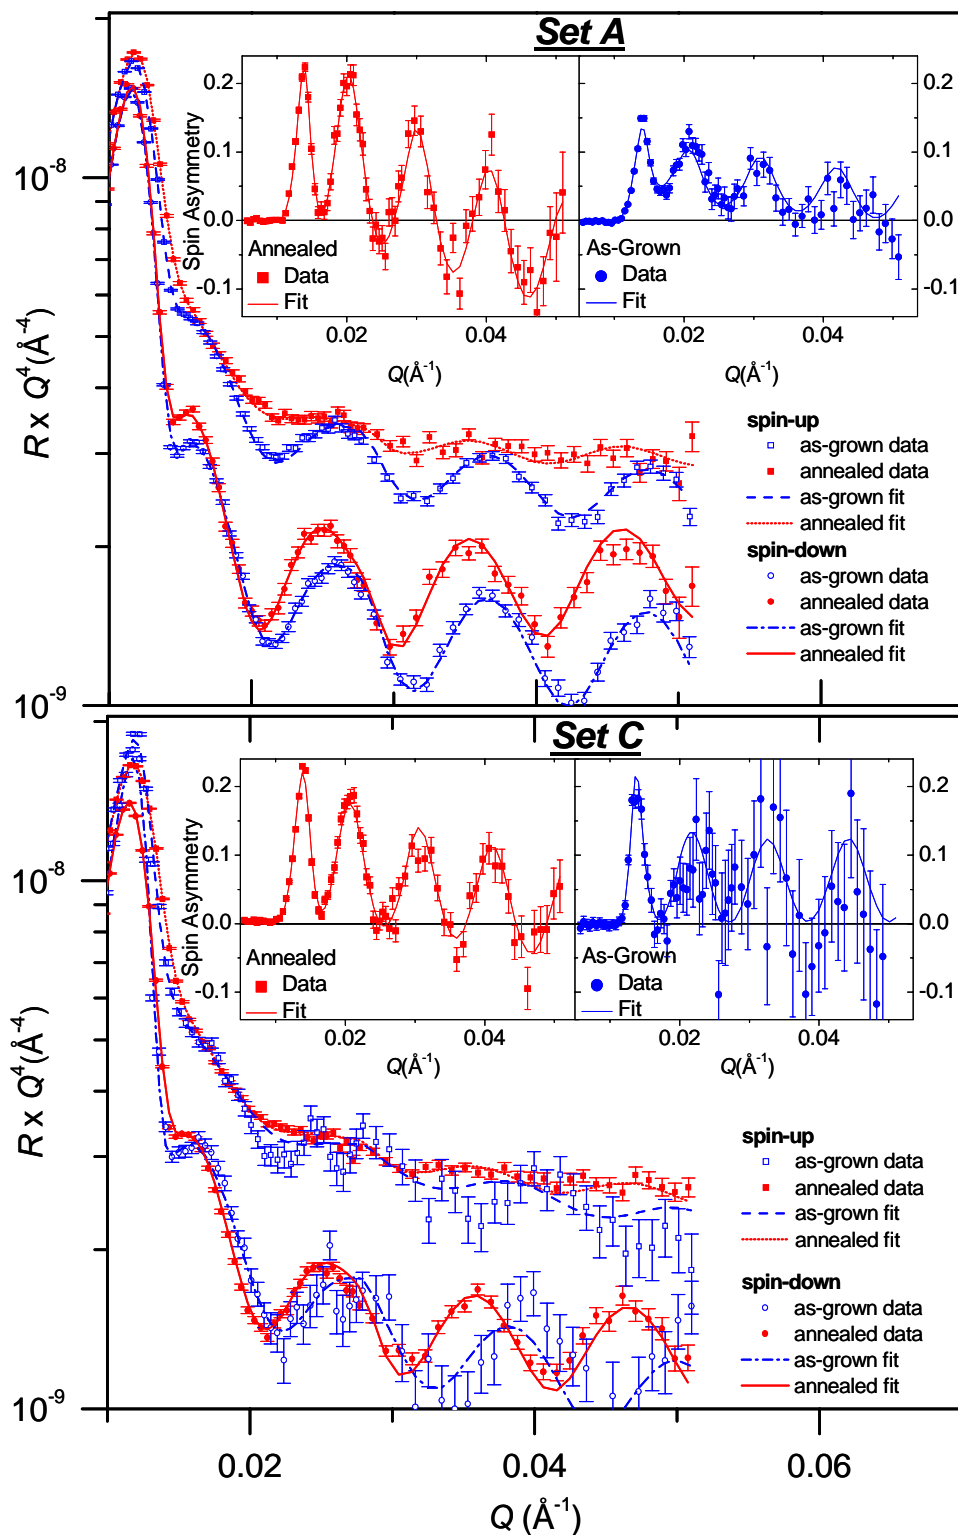 Set A
10⁻⁸
10⁻⁹
R x Q⁴(Å⁻⁴)
Spin Asymmetry
0.2
0.1
0.0
-0.1
Annealed
Data
Fit
0.02
0.04
Q(Å⁻¹)
As-Grown
Data
Fit
0.2
0.1
0.0
-0.1
0.02
0.04
Q(Å⁻¹)
spin-up
as-grown data
annealed data
as-grown fit
annealed fit
spin-down
as-grown data
annealed data
as-grown fit
annealed fit
Set C
10⁻⁸
10⁻⁹
R x Q⁴(Å⁻⁴)
Spin Asymmetry
0.2
0.1
0.0
-0.1
Annealed
Data
Fit
0.02
0.04
Q(Å⁻¹)
As-Grown
Data
Fit
0.2
0.1
0.0
-0.1
0.02
0.04
Q(Å⁻¹)
spin-up
as-grown data
annealed data
as-grown fit
annealed fit
spin-down
as-grown data
annealed data
as-grown fit
annealed fit
0.02
0.04
0.06
Q (Å⁻¹)